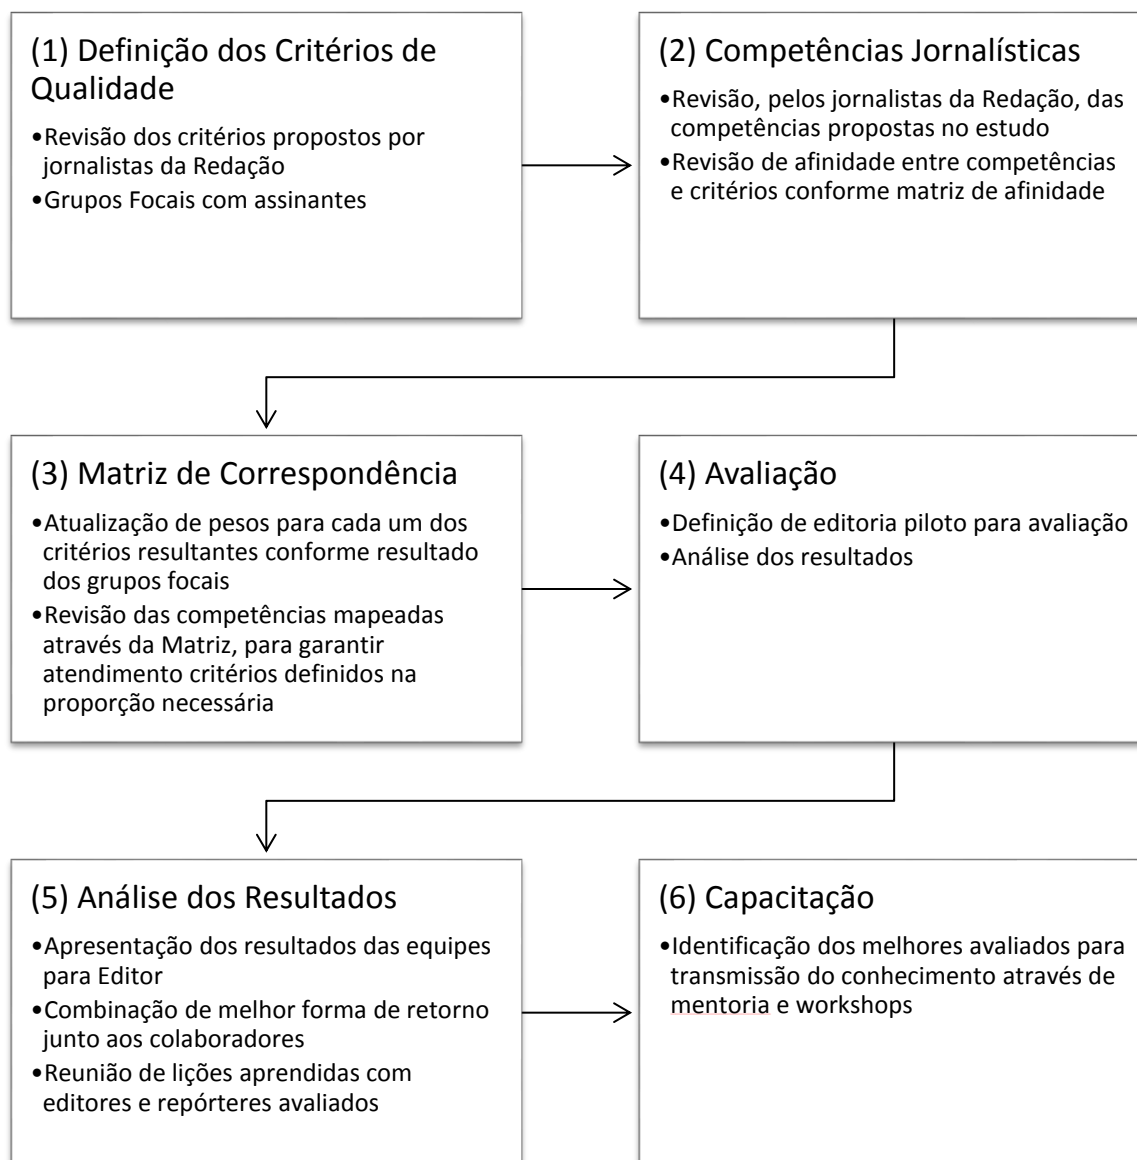 (1) Definição dos Critérios de
Qualidade
•Revisão dos critérios propostos por
jornalistas da Redação
•Grupos Focais com assinantes
(2) Competências Jornalísticas
•Revisão, pelos jornalistas da Redação, das
competências propostas no estudo
•Revisão de afinidade entre competências
e critérios conforme matriz de afinidade
(3) Matriz de Correspondência
•Atualização de pesos para cada um dos
critérios resultantes conforme resultado
dos grupos focais
•Revisão das competências mapeadas
através da Matriz, para garantir
atendimento critérios definidos na
proporção necessária
(4) Avaliação
•Definição de editoria piloto para avaliação
•Análise dos resultados
(5) Análise dos Resultados
•Apresentação dos resultados das equipes
para Editor
•Combinação de melhor forma de retorno
junto aos colaboradores
•Reunião de lições aprendidas com
editores e repórteres avaliados
(6) Capacitação
•Identificação dos melhores avaliados para
transmissão do conhecimento através de
mentoria e workshops